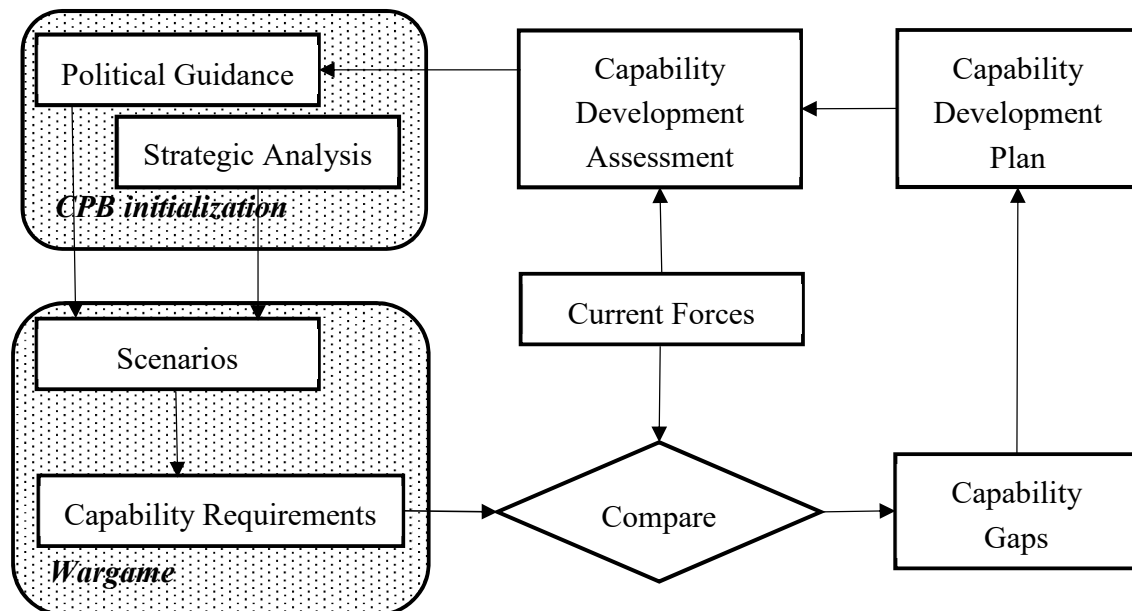 Political Guidance
Strategic Analysis
CPB initialization
Capability
Development
Assessment
Capability
Development
Plan
Current Forces
Scenarios
Capability Requirements
Wargame
Compare
Capability
Gaps